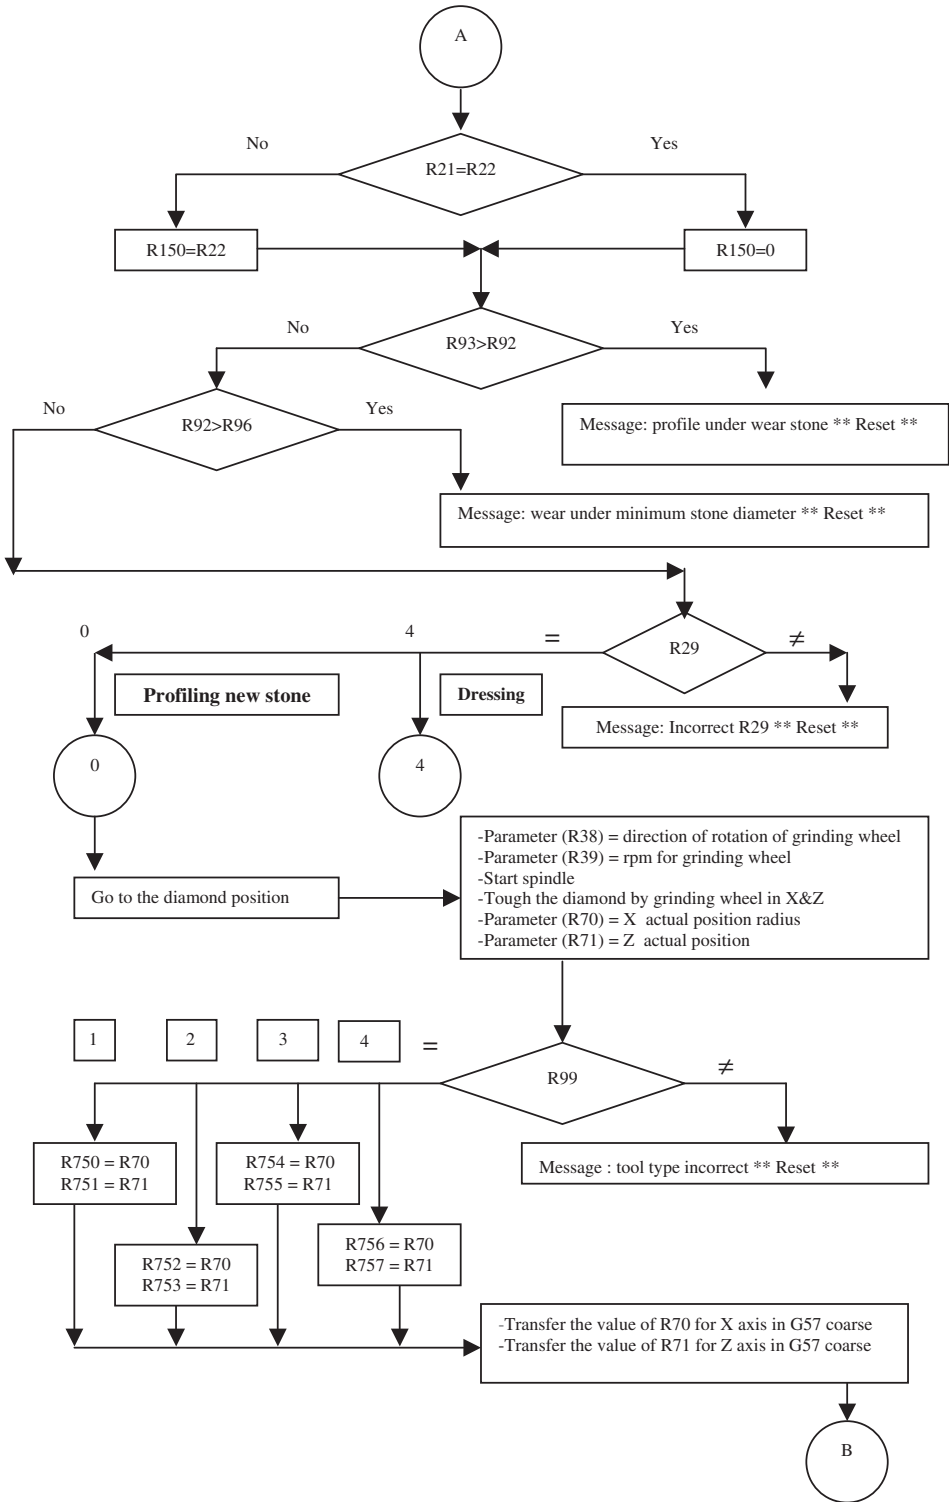 A
No
Yes
R21=R22
R150=R22
R150=0
No
Yes
R93>R92
No
Yes
R92>R96
Message: profile under wear stone ** Reset **
Message: wear under minimum stone diameter ** Reset **
0
4
=
R29
≠
Profiling new stone
Dressing
Message: Incorrect R29 ** Reset **
0
4
-Parameter (R38) = direction of rotation of grinding wheel
-Parameter (R39) = rpm for grinding wheel
-Start spindle
-Tough the diamond by grinding wheel in X&Z
-Parameter (R70) = X actual position radius
-Parameter (R71) = Z actual position
Go to the diamond position
1
2
3
4
=
R99
≠
Message : tool type incorrect ** Reset **
R750 = R70
R751 = R71
R754 = R70
R755 = R71
R752 = R70
R753 = R71
R756 = R70
R757 = R71
-Transfer the value of R70 for X axis in G57 coarse
-Transfer the value of R71 for Z axis in G57 coarse
B